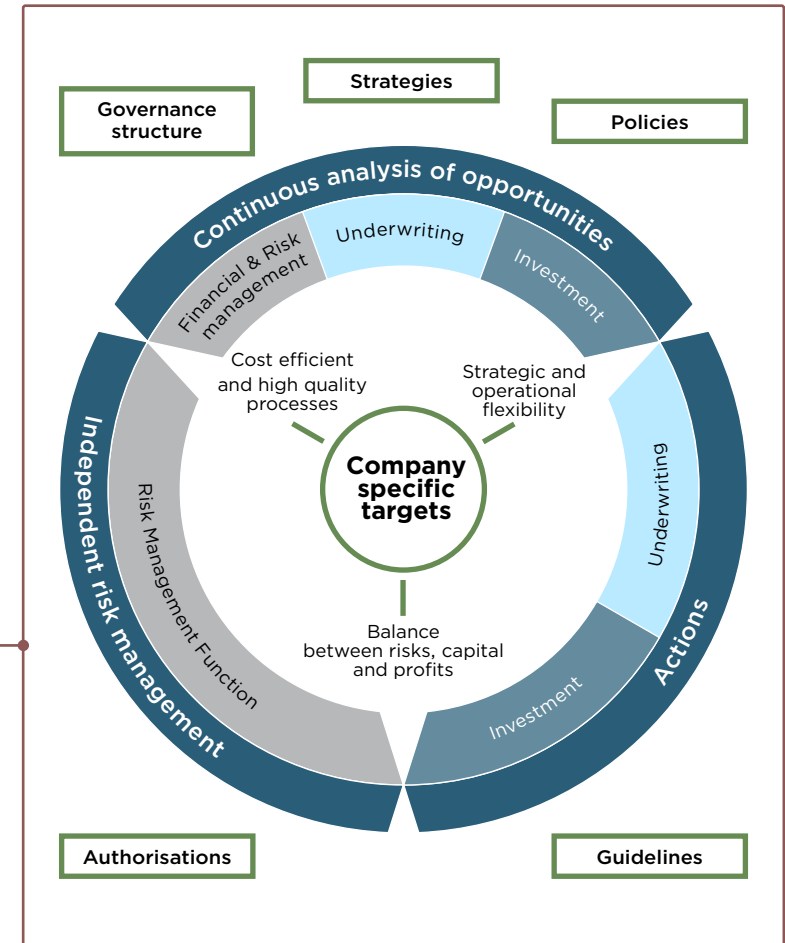 Strategies
Governance
structure
Policies
Continuous analysis of opportunities
Financial & Risk
management
Underwriting
Investment
Cost efficient
and high quality
processes
Strategic and
operational
flexibility
Company
specific
targets
Balance
between risks, capital
and profits
Independent risk management
Risk Management Function
Underwriting
Investment
Actions
Authorisations
Guidelines